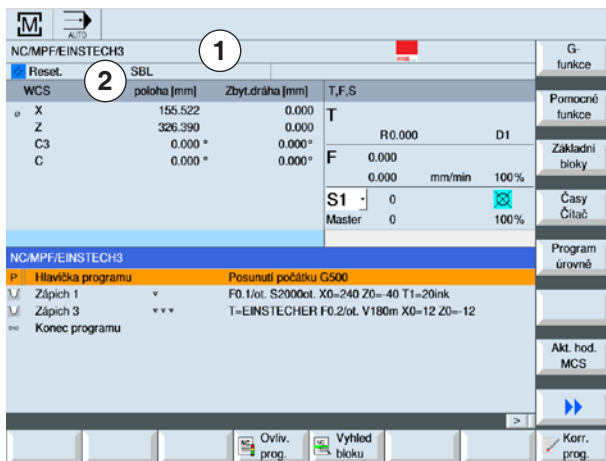 M
AUTO
NC/MPF/EINSTECH3
1
G-
funkce
Reset.
SBL
2
WCS poloha [mm] Zbyt.dráha [mm] T,F,S
Pomocné
funkce
X 155.522 0.000
T
Z 326.390 0.000
R0.000 D1
C3 0.000 ° 0.000°
Základní
bloky
C 0.000 ° 0.000°
F 0.000
0.000 mm/min 100%
S1 0
Master 0 100%
Časy
Čítač
NC/MPF/EINSTECH3
Program
úrovně
P Hlavička programu Posunutí počátku G500
Zápich 1 ▿ F0.1/ot. S2000ot. X0=240 Z0=-40 T1=20ink
Zápich 3 ▿▿▿ T=EINSTECHER F0.2/ot. V180m X0=12 Z0=-12
END Konec programu
Akt. hod.
MCS
>
NC Ovliv.
prog.
NC Vyhled
bloku
Korr.
prog.